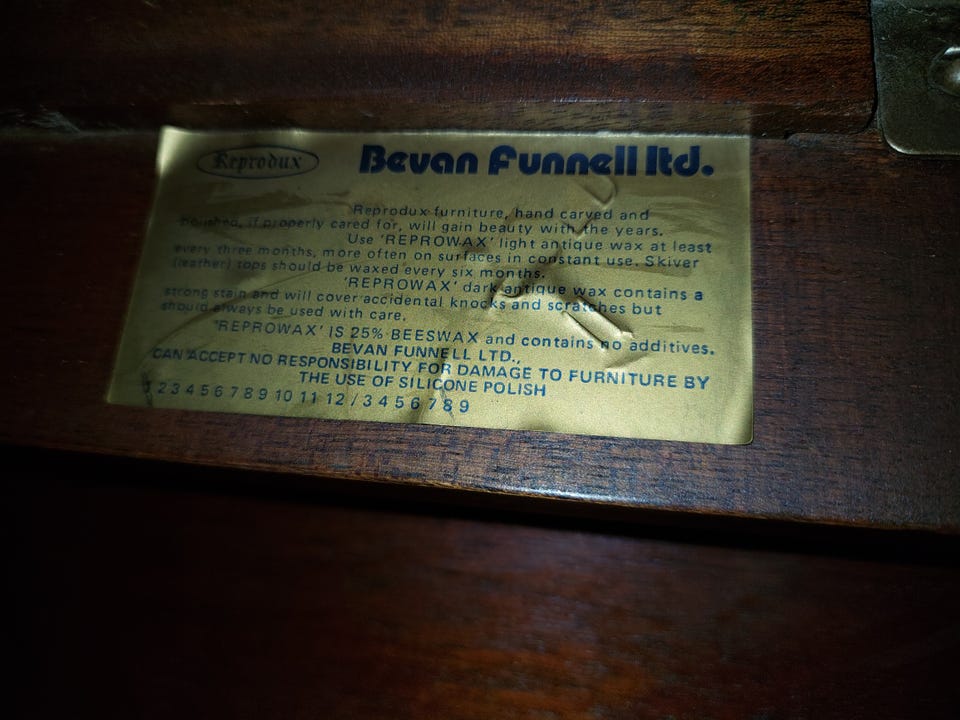 Reprodux Bevan Funnell ltd.
Reprodux furniture, hand carved and
polished, if properly cared for, will gain beauty with the years.
Use 'REPROWAX' light antique wax at least
every three months, more often on surfaces in constant use. Skiver
(leather) tops should be waxed every six months.
'REPROWAX' dark antique wax contains a
strong stain and will cover accidental knocks and scratches but
should always be used with care.
'REPROWAX' IS 25% BEESWAX and contains no additives.
BEVAN FUNNELL LTD.,
CAN ACCEPT NO RESPONSIBILITY FOR DAMAGE TO FURNITURE BY
THE USE OF SILICONE POLISH
1 2 3 4 5 6 7 8 9 10 11 12 / 3 4 5 6 7 8 9